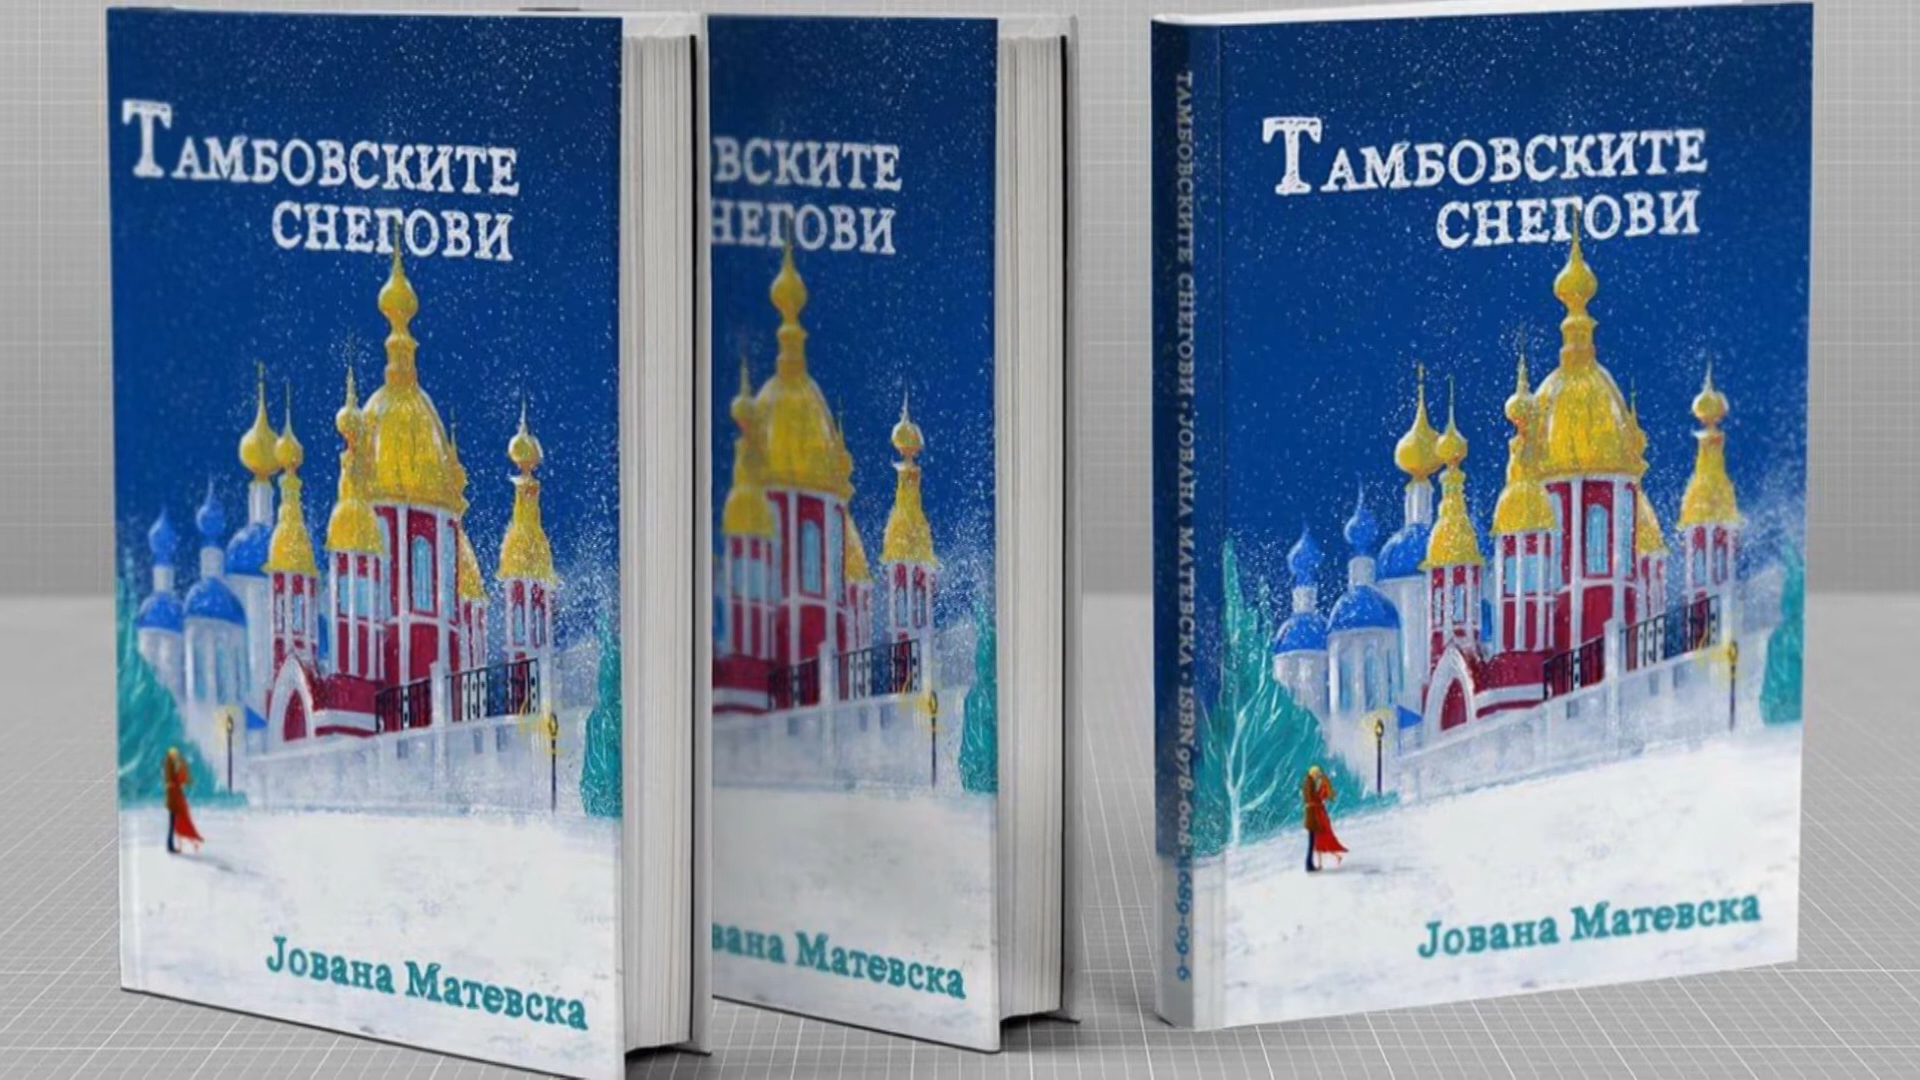 Тамбовските
снегови
Јована Матевска
вските
негови
вана Матевска
ТАМБОВСКИТЕ СНЕГОВИ • ЈОВАНА МАТЕВСКА • ISBN 978-608-4689-09-6
Тамбовските
снегови
Јована Матевска